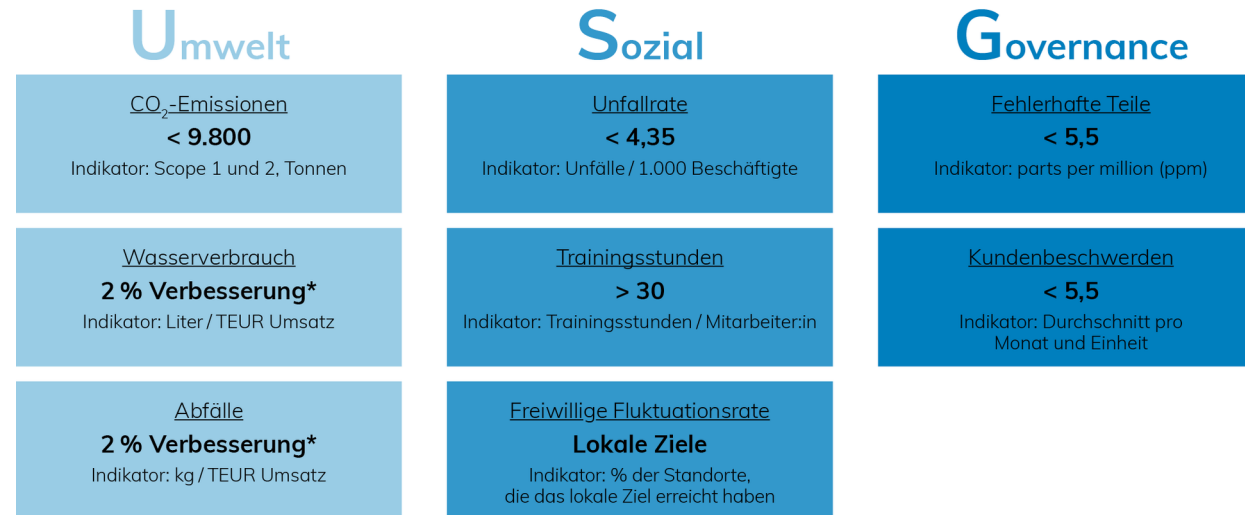 Umwelt
CO₂-Emissionen
< 9.800
Indikator: Scope 1 und 2, Tonnen
Wasserverbrauch
2 % Verbesserung*
Indikator: Liter / TEUR Umsatz
Abfälle
2 % Verbesserung*
Indikator: kg / TEUR Umsatz
Sozial
Unfallrate
< 4,35
Indikator: Unfälle / 1.000 Beschäftigte
Trainingsstunden
> 30
Indikator: Trainingsstunden / Mitarbeiter:in
Freiwillige Fluktuationsrate
Lokale Ziele
Indikator: % der Standorte,
die das lokale Ziel erreicht haben
Governance
Fehlerhafte Teile
< 5,5
Indikator: parts per million (ppm)
Kundenbeschwerden
< 5,5
Indikator: Durchschnitt pro
Monat und Einheit